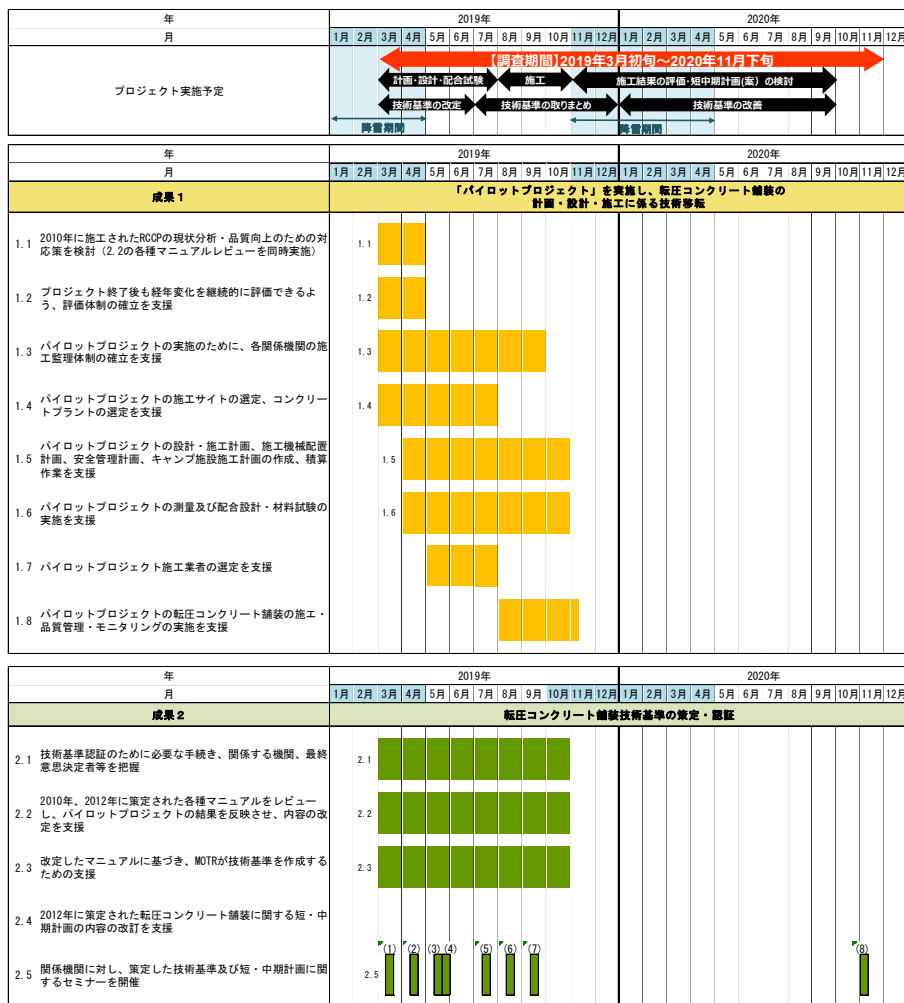 年 2019年 2020年
月 1月 2月 3月 4月 5月 6月 7月 8月 9月 10月 11月 12月 1月 2月 3月 4月 5月 6月 7月 8月 9月 10月 11月 12月
プロジェクト実施予定
【調査期間】2019年3月初旬～2020年11月下旬
計画・設計・配合試験 施工 施工結果の評価・短中期計画(案)の検討
技術基準の改定 技術基準の取りまとめ 技術基準の改善
降雪期間 降雪期間
年 2019年 2020年
月 1月 2月 3月 4月 5月 6月 7月 8月 9月 10月 11月 12月 1月 2月 3月 4月 5月 6月 7月 8月 9月 10月 11月 12月
成果1
「パイロットプロジェクト」を実施し、転圧コンクリート舗装の
計画・設計・施工に係る技術移転
1.1 2010年に施工されたRCCPの現状分析・品質向上のための対
応策を検討（2.2の各種マニュアルレビューを同時実施）
1.1
1.2 プロジェクト終了後も経年変化を継続的に評価できるよ
う、評価体制の確立を支援
1.2
1.3 パイロットプロジェクトの実施のために、各関係機関の施
工監理体制の確立を支援
1.3
1.4 パイロットプロジェクトの施工サイトの選定、コンクリー
トプラントの選定を支援
1.4
1.5 パイロットプロジェクトの設計・施工計画、施工機械配置
計画、安全管理計画、キャンプ施設施工計画の作成、積算
作業を支援
1.5
1.6 パイロットプロジェクトの測量及び配合設計・材料試験の
実施を支援
1.6
1.7 パイロットプロジェクト施工業者の選定を支援
1.8 パイロットプロジェクトの転圧コンクリート舗装の施工・
品質管理・モニタリングの実施を支援
年 2019年 2020年
月 1月 2月 3月 4月 5月 6月 7月 8月 9月 10月 11月 12月 1月 2月 3月 4月 5月 6月 7月 8月 9月 10月 11月 12月
成果2 転圧コンクリート舗装技術基準の策定・認証
2.1 技術基準認証のために必要な手続き、関係する機関、最終
意思決定者等を把握
2.1
2.2 2010年、2012年に策定された各種マニュアルをレビュー
し、パイロットプロジェクトの結果を反映させ、内容の改
定を支援
2.2
2.3 改定したマニュアルに基づき、MOTRが技術基準を作成する
ための支援
2.3
2.4 2012年に策定された転圧コンクリート舗装に関する短・中
期計画の内容の改訂を支援
(1) (2) (3) (4) (5) (6) (7) (8)
2.5 関係機関に対し、策定した技術基準及び短・中期計画に関
するセミナーを開催
2.5